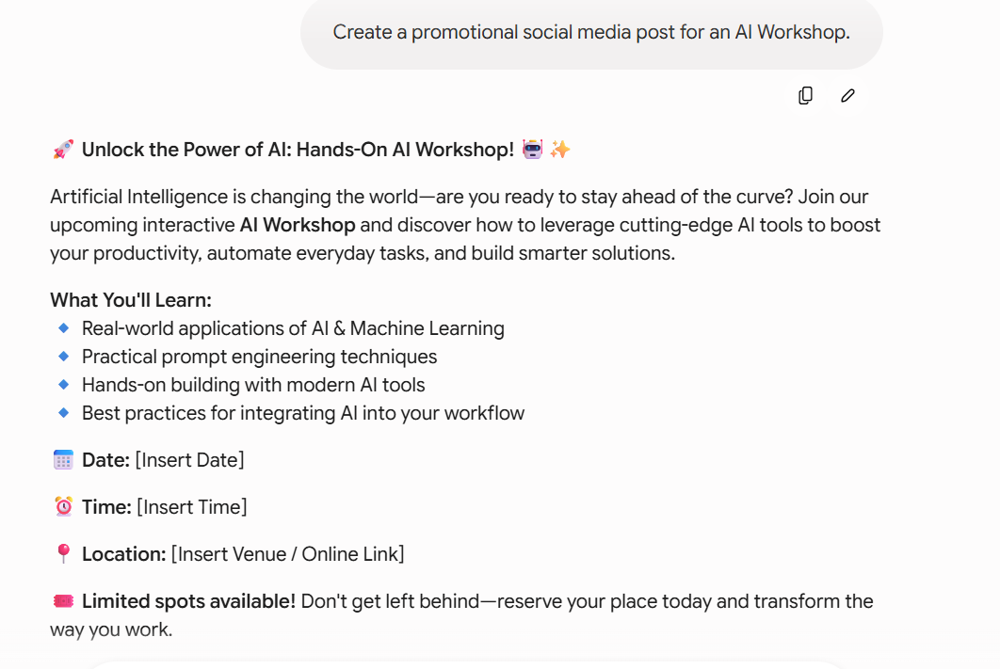 Create a promotional social media post for an AI Workshop.
🚀 Unlock the Power of AI: Hands-On AI Workshop! 🤖 ✨
Artificial Intelligence is changing the world—are you ready to stay ahead of the curve? Join our
upcoming interactive AI Workshop and discover how to leverage cutting-edge AI tools to boost
your productivity, automate everyday tasks, and build smarter solutions.
What You'll Learn:
🔹 Real-world applications of AI & Machine Learning
🔹 Practical prompt engineering techniques
🔹 Hands-on building with modern AI tools
🔹 Best practices for integrating AI into your workflow
📅 Date: [Insert Date]
⏰ Time: [Insert Time]
📍 Location: [Insert Venue / Online Link]
🎟️ Limited spots available! Don't get left behind—reserve your place today and transform the
way you work.